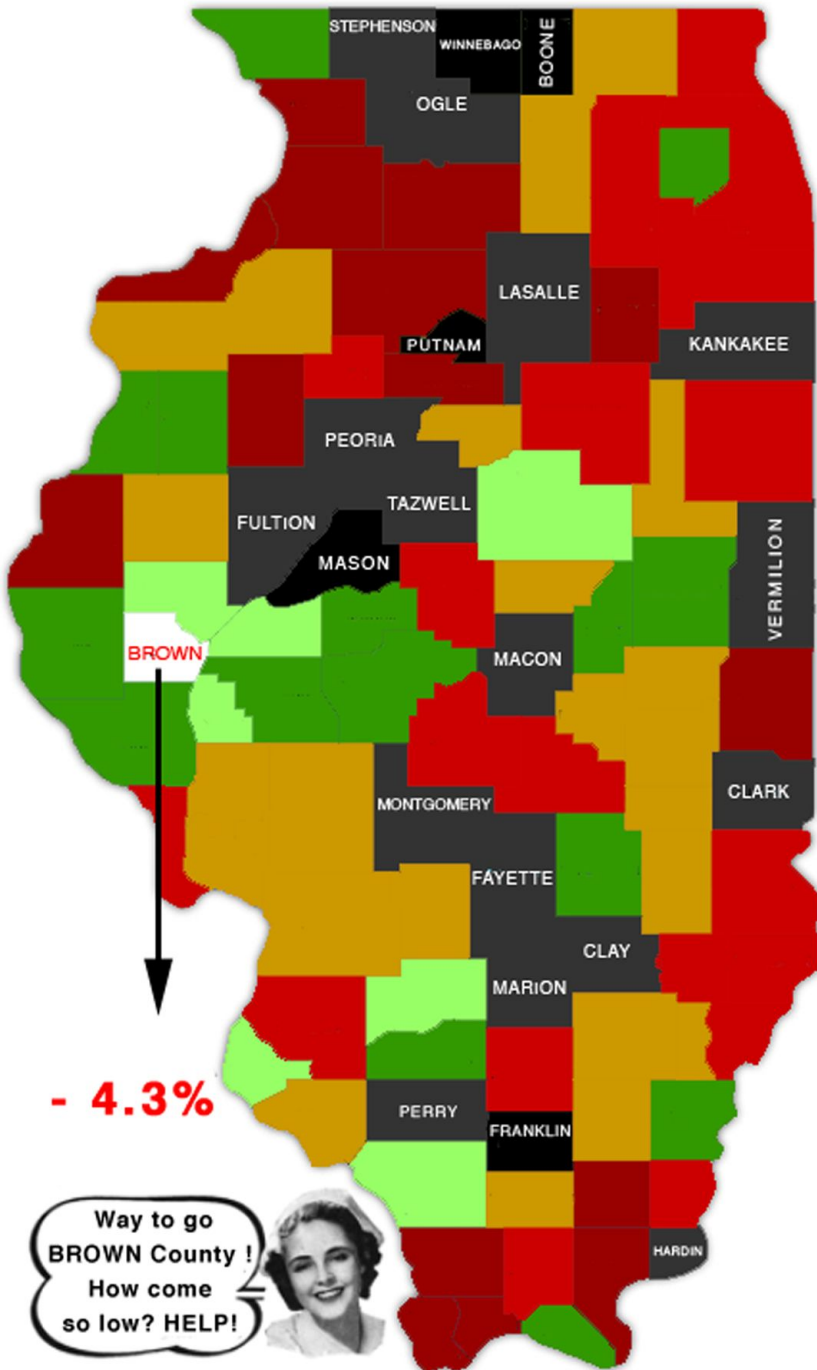 STEPHENSON
WINNEBAGO
BOONE
OGLE
LASALLE
PUTNAM
KANKAKEE
PEORiA
TAZWELL
FULTiON
MASON
VERMILION
BROWN
MACON
CLARK
MONTGOMERY
FAYETTE
CLAY
MARiON
- 4.3%
PERRY
FRANKLIN
Way to go
BROWN County !
How come
so low? HELP!
HARDIN